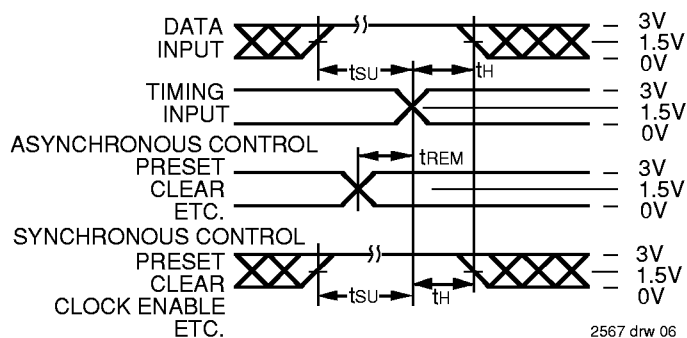 DATA
INPUT
3V
1.5V
0V
tSU
tH
TIMING
INPUT
3V
1.5V
0V
ASYNCHRONOUS CONTROL
PRESET
CLEAR
ETC.
tREM
3V
1.5V
0V
SYNCHRONOUS CONTROL
PRESET
CLEAR
CLOCK ENABLE
ETC.
3V
1.5V
0V
tSU
tH
2567 drw 06